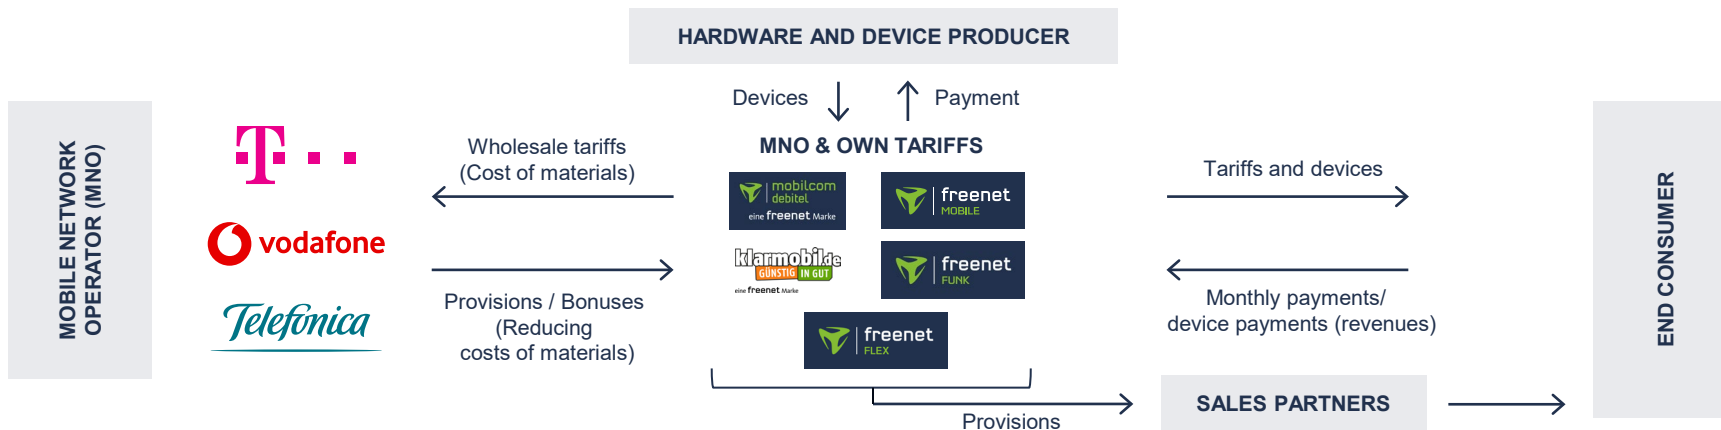 HARDWARE AND DEVICE PRODUCER
Devices
Payment
MOBILE NETWORK
OPERATOR (MNO)
T
vodafone
Telefónica
Wholesale tariffs
(Cost of materials)
Provisions / Bonuses
(Reducing
costs of materials)
MNO & OWN TARIFFS
mobilcom
debitel
eine freenet Marke
freenet
MOBILE
klarmobil.de
GÜNSTIG IN GUT
eine freenet Marke
freenet
FUNK
freenet
FLEX
Tariffs and devices
Monthly payments/
device payments (revenues)
END CONSUMER
SALES PARTNERS
Provisions